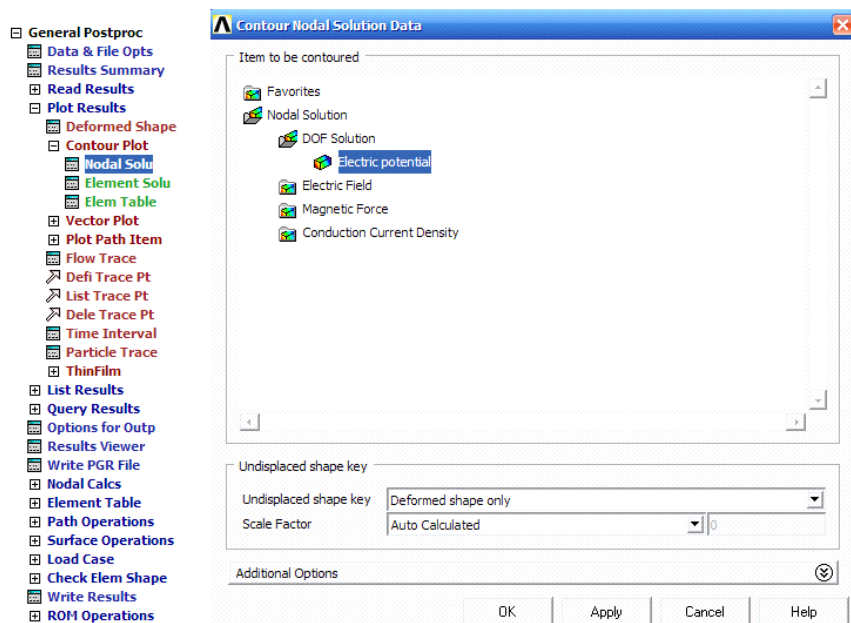 General Postproc
Data & File Opts
Results Summary
Read Results
Plot Results
Deformed Shape
Contour Plot
Nodal Solu
Element Solu
Elem Table
Vector Plot
Plot Path Item
Flow Trace
Defi Trace Pt
List Trace Pt
Dele Trace Pt
Time Interval
Particle Trace
ThinFilm
List Results
Query Results
Options for Outp
Results Viewer
Write PGR File
Nodal Calcs
Element Table
Path Operations
Surface Operations
Load Case
Check Elem Shape
Write Results
ROM Operations
Contour Nodal Solution Data
Item to be contoured
Favorites
Nodal Solution
DOF Solution
Electric potential
Electric Field
Magnetic Force
Conduction Current Density
Undisplaced shape key
Undisplaced shape key Deformed shape only
Scale Factor Auto Calculated 0
Additional Options
OK Apply Cancel Help